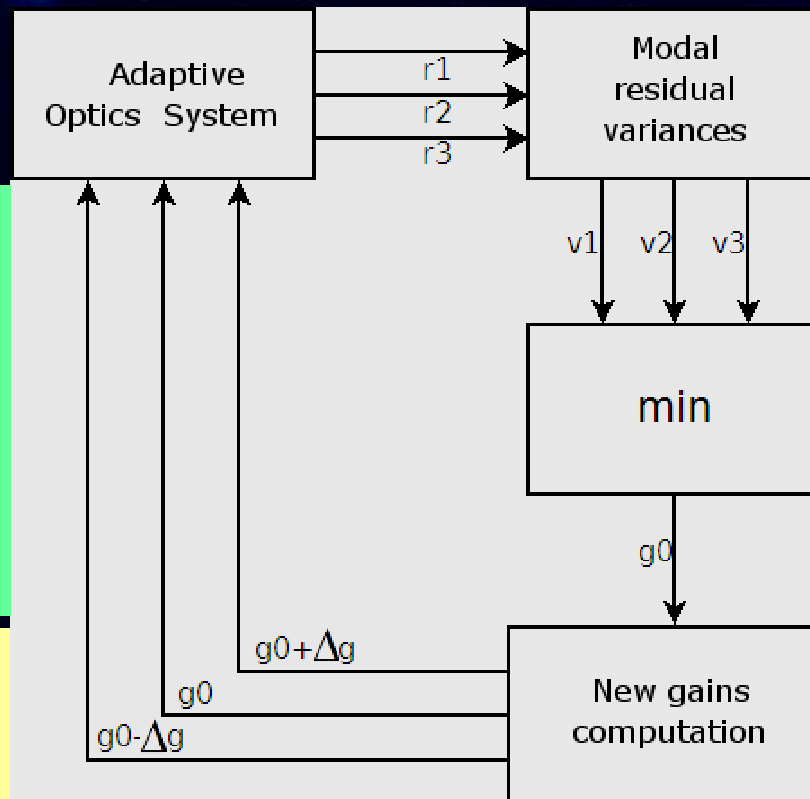 Adaptive
Optics System
r1
r2
r3
Modal
residual
variances
v1 v2 v3
min
g0
g0+Δg
g0
g0-Δg
New gains
computation